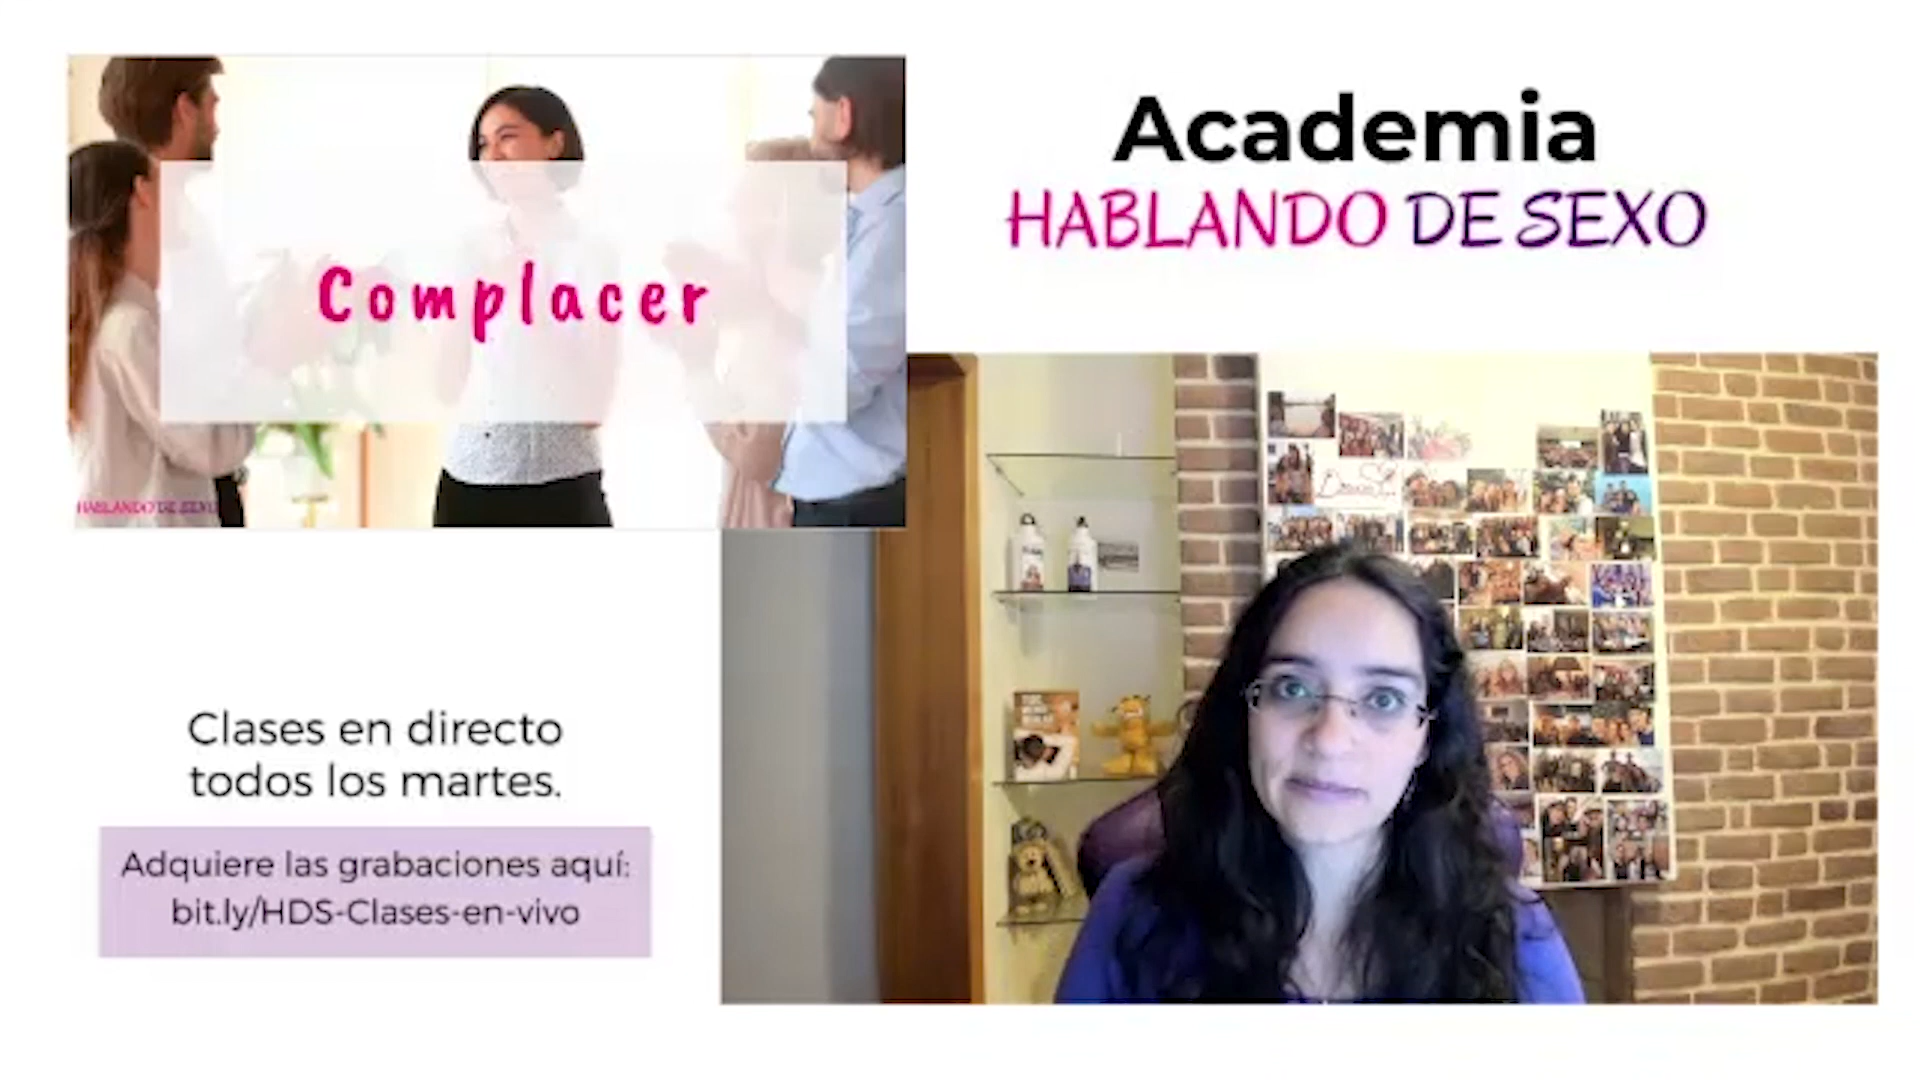 Academia
HABLANDO DE SEXO
Complacer
HABLANDO DE SEXO
Clases en directo
todos los martes.
Adquiere las grabaciones aquí:
bit.ly/HDS-Clases-en-vivo